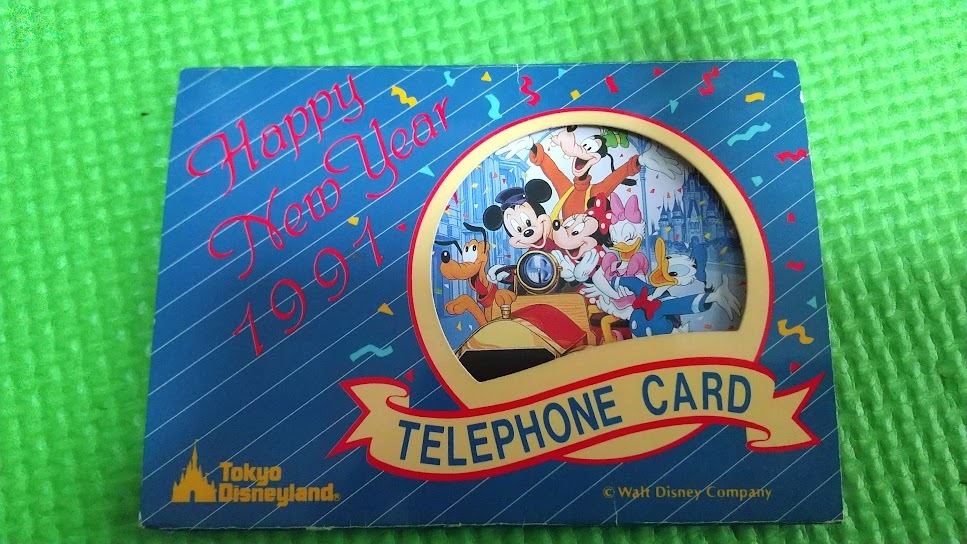 Happy
New Year
1991
TELEPHONE CARD
Tokyo
Disneyland®
© Walt Disney Company